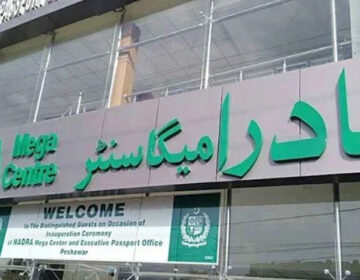 Mega
Centre
نادرا میگا سنٹر
WELCOME
to The Distinguished Guests on Occasion of
Inauguration Ceremony
of NADRA Mega Center and Executive Passport Office
Peshawar